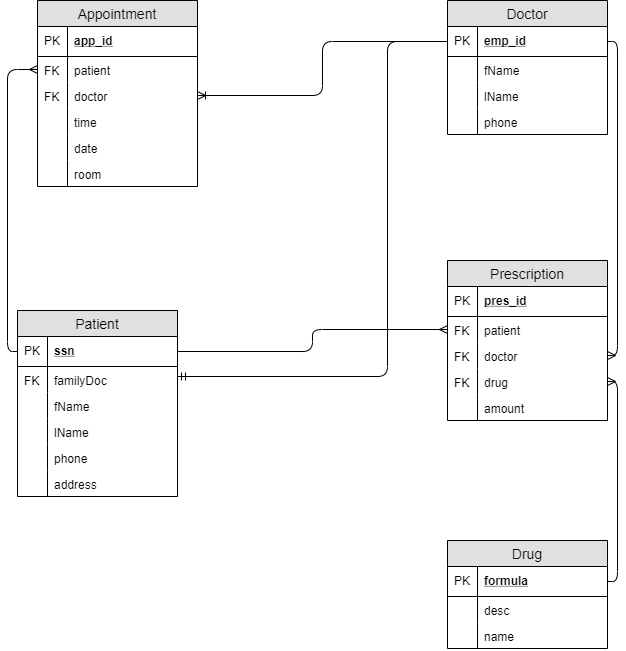 Appointment
PK app_id
FK patient
FK doctor
time
date
room
Doctor
PK emp_id
fName
lName
phone
Prescription
PK pres_id
FK patient
FK doctor
FK drug
amount
Patient
PK ssn
FK familyDoc
fName
lName
phone
address
Drug
PK formula
desc
name